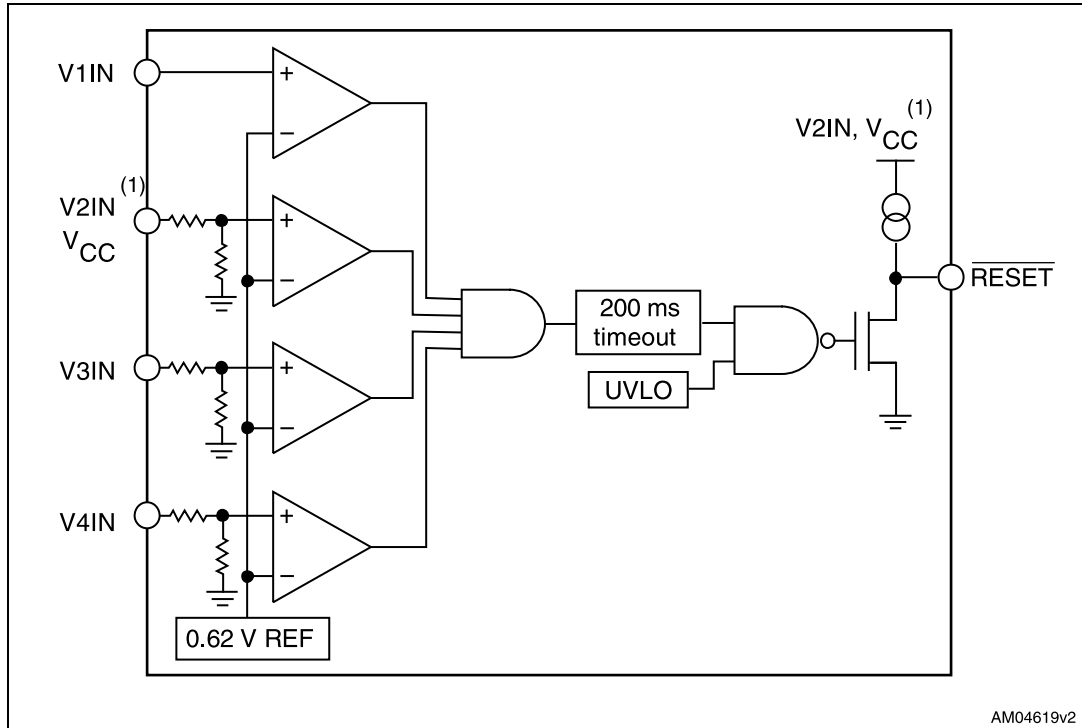 V1IN
+
−
V2IN, VCC (1)
V2IN (1)
VCC
+
−
RESET
200 ms
timeout
UVLO
V3IN
+
−
V4IN
+
−
0.62 V REF
AM04619v2